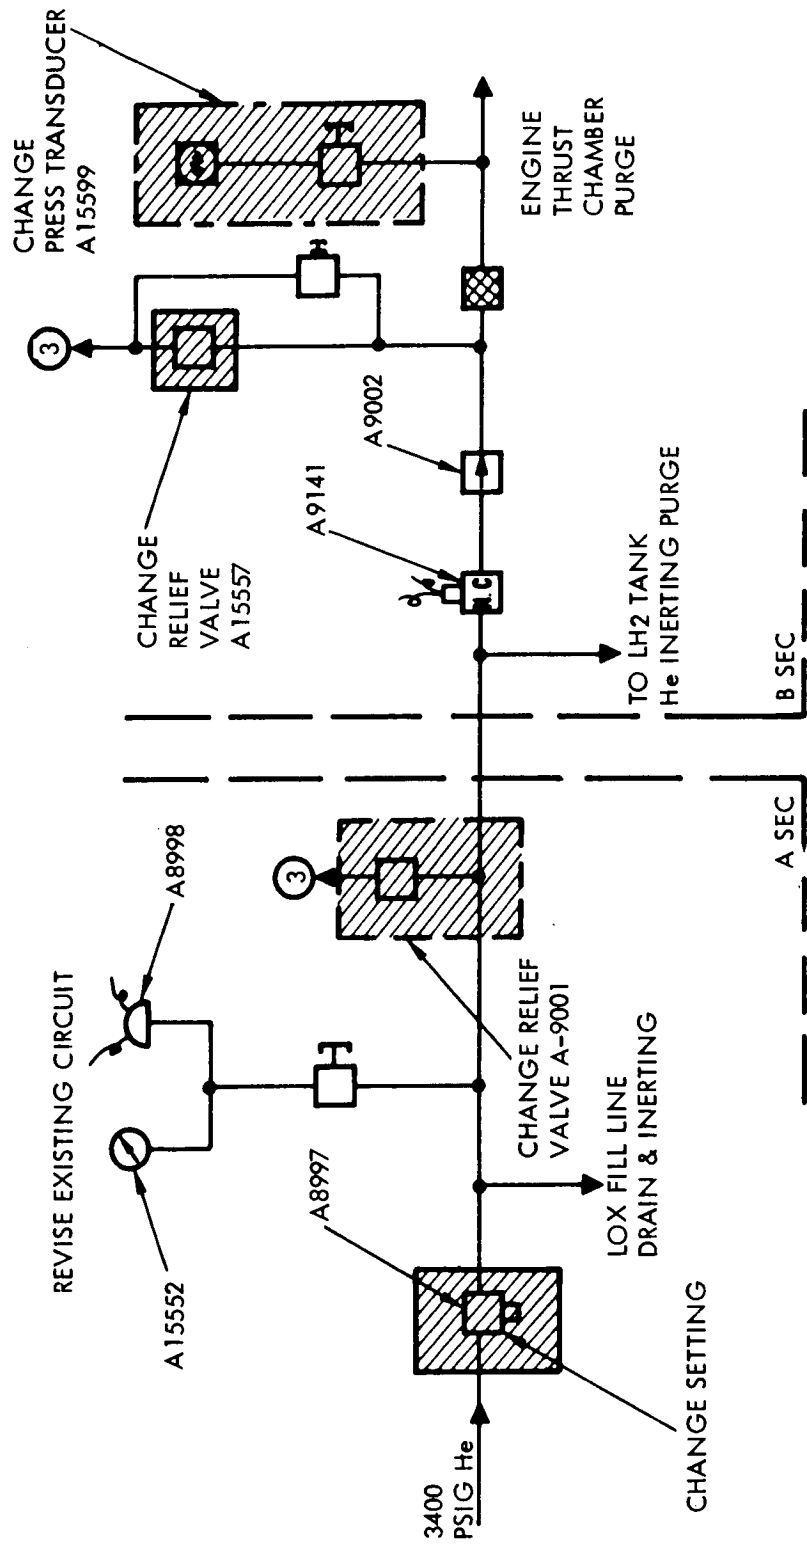 REVISE EXISTING CIRCUIT
A15552
A8998
3400
PSIG He
A8997
CHANGE SETTING
LOX FILL LINE
DRAIN & INERTING
CHANGE RELIEF
VALVE A-9001
3
A SEC
B SEC
TO LH2 TANK
He INERTING PURGE
N.C
A9141
A9002
CHANGE
RELIEF
VALVE
A15557
3
CHANGE
PRESS TRANSDUCER
A15599
ENGINE
THRUST
CHAMBER
PURGE